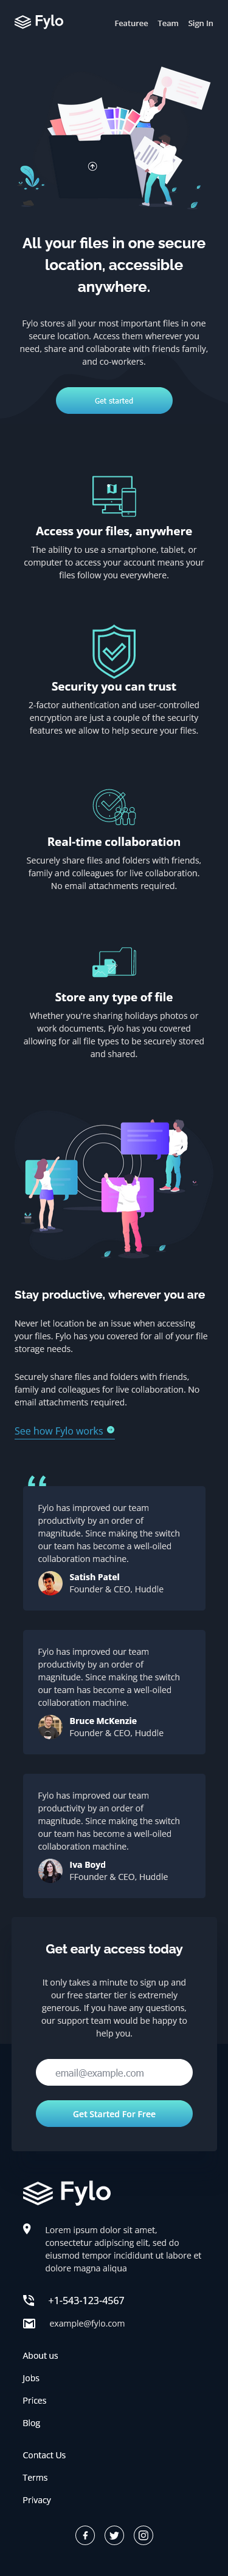 Fylo
Featuree Team Sign In
All your files in one secure
location, accessible
anywhere.
Fylo stores all your most important files in one
secure location. Access them wherever you
need, share and collaborate with friends family,
and co-workers.
Get started
Access your files, anywhere
The ability to use a smartphone, tablet, or
computer to access your account means your
files follow you everywhere.
Security you can trust
2-factor authentication and user-controlled
encryption are just a couple of the security
features we allow to help secure your files.
Real-time collaboration
Securely share files and folders with friends,
family and colleagues for live collaboration.
No email attachments required.
Store any type of file
Whether you're sharing holidays photos or
work documents, Fylo has you covered
allowing for all file types to be securely stored
and shared.
Stay productive, wherever you are
Never let location be an issue when accessing
your files. Fylo has you covered for all of your file
storage needs.
Securely share files and folders with friends,
family and colleagues for live collaboration. No
email attachments required.
See how Fylo works
Fylo has improved our team
productivity by an order of
magnitude. Since making the switch
our team has become a well-oiled
collaboration machine.
Satish Patel
Founder & CEO, Huddle
Fylo has improved our team
productivity by an order of
magnitude. Since making the switch
our team has become a well-oiled
collaboration machine.
Bruce McKenzie
Founder & CEO, Huddle
Fylo has improved our team
productivity by an order of
magnitude. Since making the switch
our team has become a well-oiled
collaboration machine.
Iva Boyd
FFounder & CEO, Huddle
Get early access today
It only takes a minute to sign up and
our free starter tier is extremely
generous. If you have any questions,
our support team would be happy to
help you.
email@example.com
Get Started For Free
Fylo
Lorem ipsum dolor sit amet,
consectetur adipiscing elit, sed do
eiusmod tempor incididunt ut labore et
dolore magna aliqua
+1-543-123-4567
example@fylo.com
About us
Jobs
Prices
Blog
Contact Us
Terms
Privacy